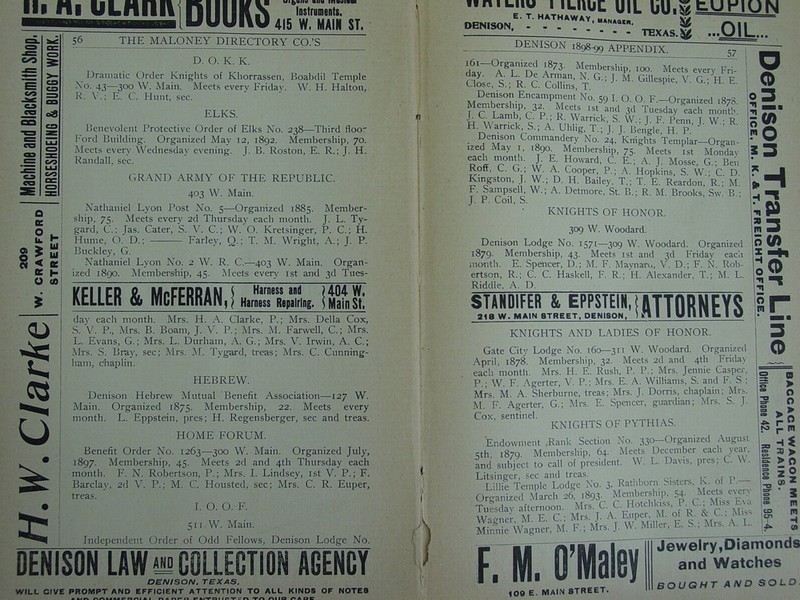 H. A. CLARK
BOOKS
Instruments.
415 W. MAIN ST.
56 THE MALONEY DIRECTORY CO.'S
D. O. K. K.
Dramatic Order Knights of Khorrassen, Boabdil Temple
No. 43—300 W. Main. Meets every Friday. W. H. Halton,
R. V.; E. C. Hunt, sec.
ELKS.
Benevolent Protective Order of Elks No. 238—Third floor
Ford Building. Organized May 12, 1892. Membership, 70.
Meets every Wednesday evening. J. B. Roston, E. R.; J. H.
Randall, sec.
GRAND ARMY OF THE REPUBLIC.
403 W. Main.
Nathaniel Lyon Post No. 5—Organized 1885. Member-
ship, 75. Meets every 2d Thursday each month. J. L. Ty-
gard, C.; Jas. Cater, S. V. C.; W. O. Kretsinger, P. C.; H.
Hume, O. D.; ——— Farley, Q.; T. M. Wright, A.; J. P.
Buckley, G.
Nathaniel Lyon No. 2 W. R. C.—403 W. Main. Organ-
ized 1890. Membership, 45. Meets every 1st and 3d Tues-
KELLER & McFERRAN, Harness and Harness Repairing. 404 W. Main St.
day each month. Mrs. H. A. Clarke, P.; Mrs. Della Cox,
S. V. P., Mrs. B. Boam, J. V. P.; Mrs. M. Farwell, C.; Mrs.
L. Evans, G.; Mrs. L. Durham, A. G.; Mrs. V. Irwin, A. C.;
Mrs. S. Bray, sec; Mrs. M. Tygard, treas; Mrs. C. Cunning-
ham, chaplin.
HEBREW.
Denison Hebrew Mutual Benefit Association—127 W.
Main. Organized 1875. Membership, 22. Meets every
month. L. Eppstein, pres; H. Regensberger, sec and treas.
HOME FORUM.
Benefit Order No. 1263—300 W. Main. Organized July,
1897. Membership, 45. Meets 2d and 4th Thursday each
month. F. N. Robertson, P.; Mrs. I. Lindsey, 1st V. P.; F.
Barclay, 2d V. P.; M. C. Housted, sec; Mrs. C. R. Euper,
treas.
I. O. O. F.
511 W. Main.
Independent Order of Odd Fellows, Denison Lodge No.
Machine and Blacksmith Shop.
HORSESHOEING & BUGGY WORK.
209
W. CRAWFORD
STREET
H. W. Clarke
DENISON LAW AND COLLECTION AGENCY
DENISON, TEXAS.
WILL GIVE PROMPT AND EFFICIENT ATTENTION TO ALL KINDS OF NOTES
AND COMMERCIAL PAPER ENTRUSTED TO OUR CARE
WATERS PIERCE OIL CO.
E. T. HATHAWAY, MANAGER,
DENISON, - - - - - - - TEXAS.
EUPION
...OIL...
DENISON 1898-99 APPENDIX. 57
161—Organized 1873. Membership, 100. Meets every Fri-
day. A. L. De Arman, N. G.; J. M. Gillespie, V. G.; H. E.
Close, S.; R. C. Collins, T.
Denison Encampment No. 59 I. O. O. F.—Organized 1878.
Membership, 32. Meets 1st and 3d Tuesday each month.
J. C. Lamb, C. P.; R. Warrick, S. W.; J. F. Penn, J. W.; R.
H. Warrick, S.; A. Uhlig, T.; J. J. Bengle, H. P.
Denison Commandery No. 24, Knights Templar—Organ-
ized May 1, 1890. Membership, 75. Meets 1st Monday
each month. J. E. Howard, C. E.; A. J. Mosse, G.; Ben
Roff, C. G.; W. A. Cooper, P.; A. Hopkins, S. W.; C. D.
Kingston, J. W.; D. H. Bailey, T.; T. E. Reardon, R.; M.
F. Sampsell, W.; A. Detmore, St. B.; R. M. Brooks, Sw. B.;
J. P. Coil, S.
KNIGHTS OF HONOR.
309 W. Woodard.
Denison Lodge No. 1571—309 W. Woodard. Organized
1879. Membership, 43. Meets 1st and 3d Friday each
month. E. Spencer, D.; M. F. Maynard, V. D.; F. N. Rob-
ertson, R.; C. C. Haskell, F. R.; H. Alexander, T.; M. L.
Riddle, A. D.
STANDIFER & EPPSTEIN, ATTORNEYS
218 W. MAIN STREET, DENISON,
KNIGHTS AND LADIES OF HONOR.
Gate City Lodge No. 160—311 W. Woodard. Organized
April, 1878. Membership, 32. Meets 2d and 4th Friday
each month. Mrs. H. E. Rush, P. P.; Mrs. Jennie Casper,
P.; W. F. Agerter, V. P.; Mrs. E. A. Williams, S. and F. S.;
Mrs. M. A. Sherburne, treas; Mrs. J. Dorris, chaplain; Mrs.
M. F. Agerter, G.; Mrs. E. Spencer, guardian; Mrs. S. J.
Cox, sentinel.
KNIGHTS OF PYTHIAS.
Endowment Rank Section No. 330—Organized August
5th, 1879. Membership, 64. Meets December each year,
and subject to call of president. W. L. Davis, pres; C. W.
Litsinger, sec and treas.
Lillie Temple Lodge No. 3, Rathborn Sisters, K. of P.—
Organized March 26, 1893. Membership, 54. Meets every
Tuesday afternoon. Mrs. C. C. Hotchkiss, P. C.; Miss Eva
Wagner, M. E. C.; Mrs. J. A. Euper, M. of R. & C.; Miss
Minnie Wagner, M. F.; Mrs. J. W. Miller, E. S.; Mrs. A. L.
Denison Transfer Line
OFFICE, M. K. & T. FREIGHT OFFICE.
BAGGAGE WAGON MEETS
ALL TRAINS.
Office Phone 42. Residence Phone 95-4.
F. M. O'Maley
109 E. MAIN STREET.
Jewelry, Diamonds
and Watches
BOUGHT AND SOLD.